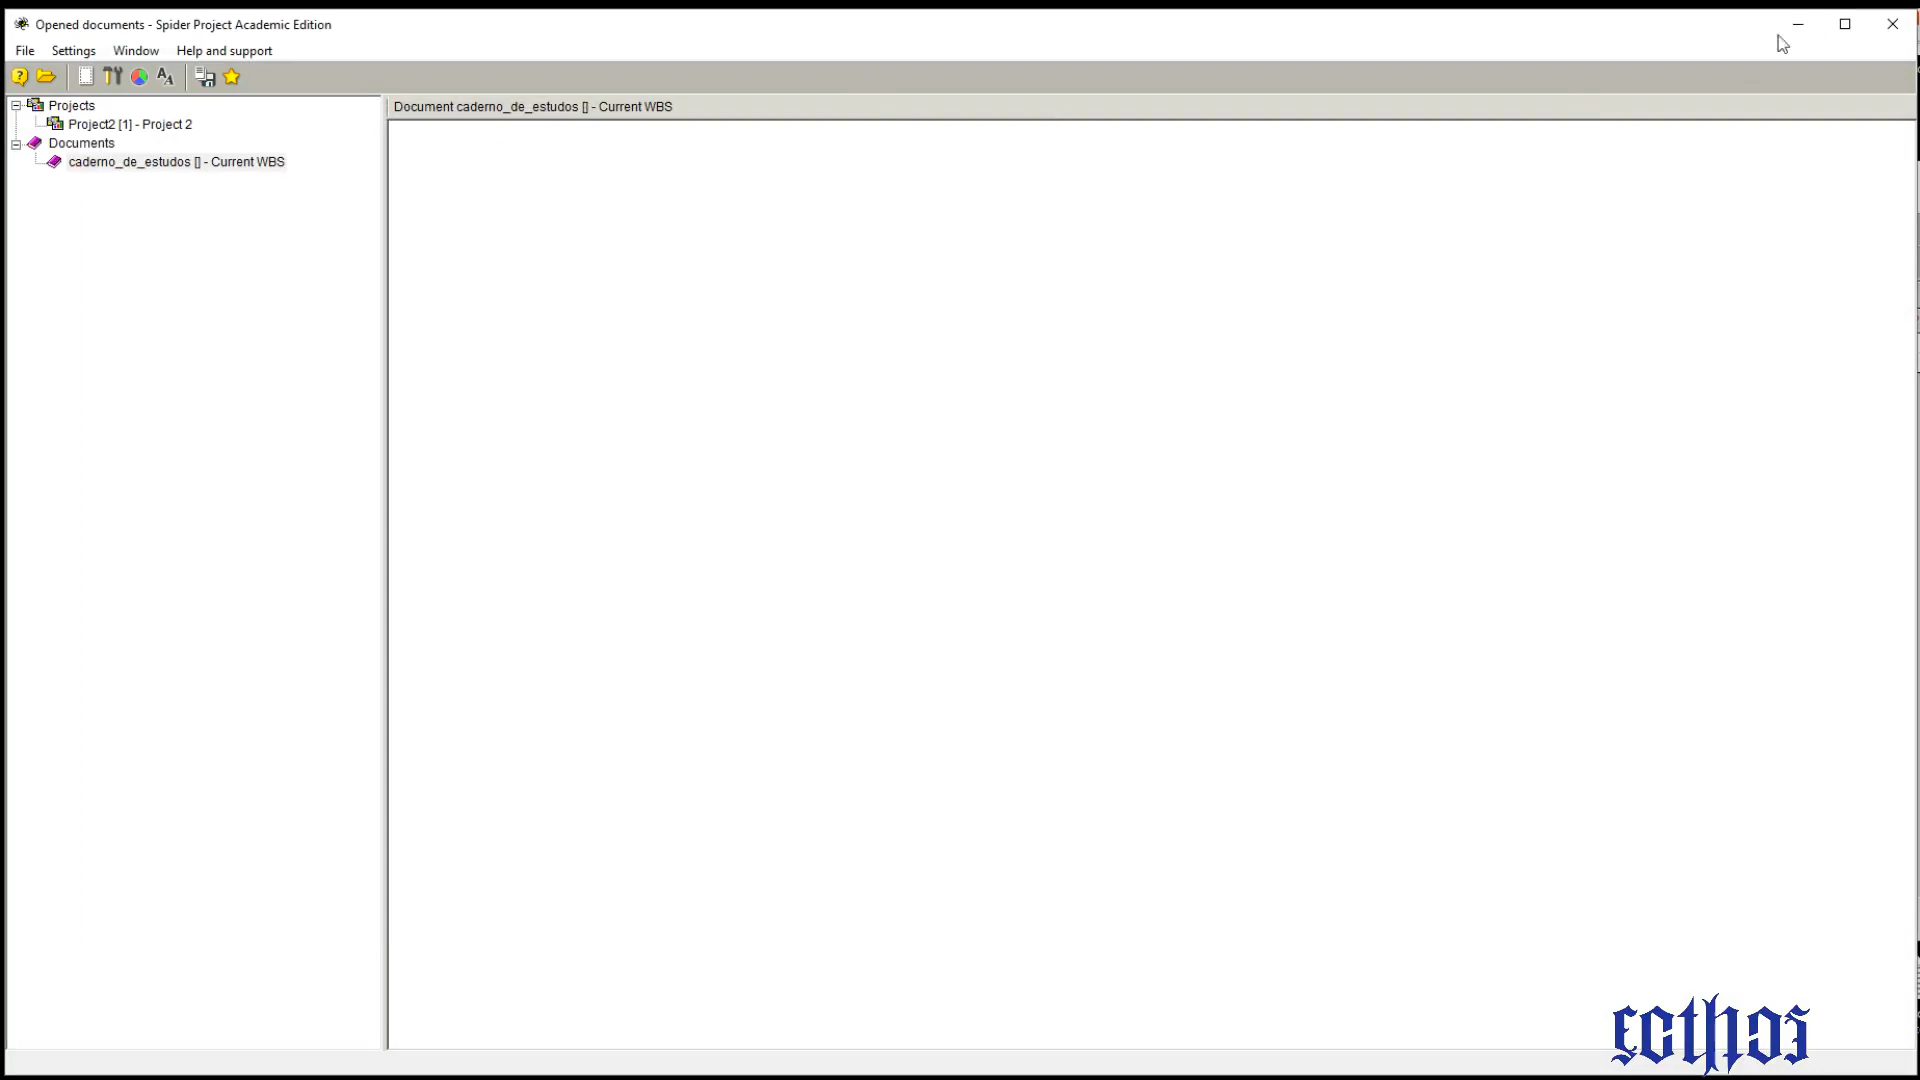 Opened documents - Spider Project Academic Edition
File Settings Window Help and support
Projects
Project2 [1] - Project 2
Documents
caderno_de_estudos [] - Current WBS
Document caderno_de_estudos [] - Current WBS